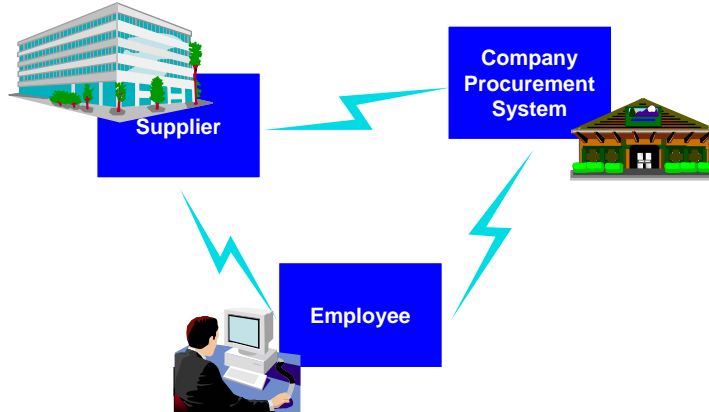 Company
Procurement
System
Supplier
Employee